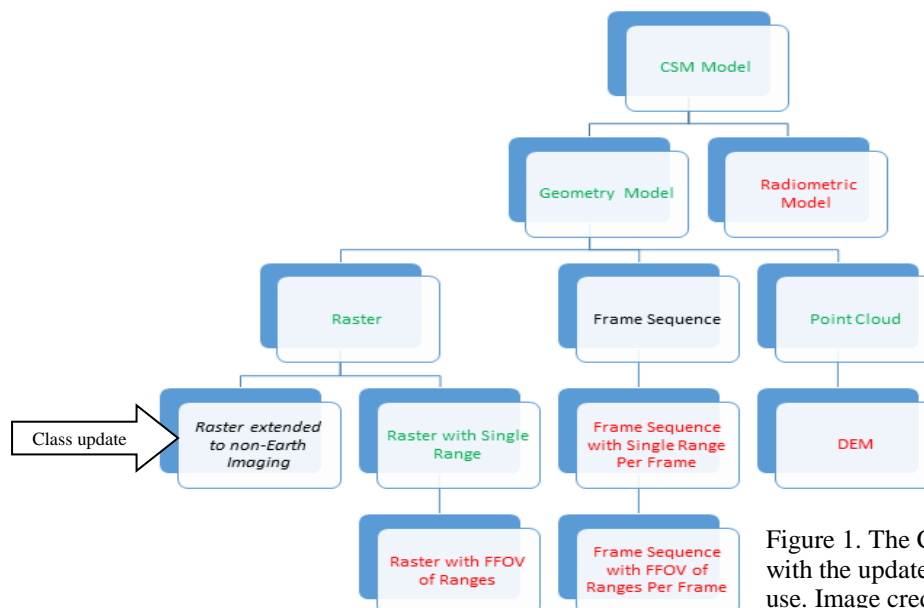 CSM Model
Geometry Model
Radiometric
Model
Raster
Frame Sequence
Point Cloud
Class update
Raster extended
to non-Earth
Imaging
Raster with Single
Range
Frame Sequence
with Single Range
Per Frame
DEM
Raster with FFOV
of Ranges
Frame Sequence
with FFOV of
Ranges Per Frame
Figure 1. The
with the update
use. Image